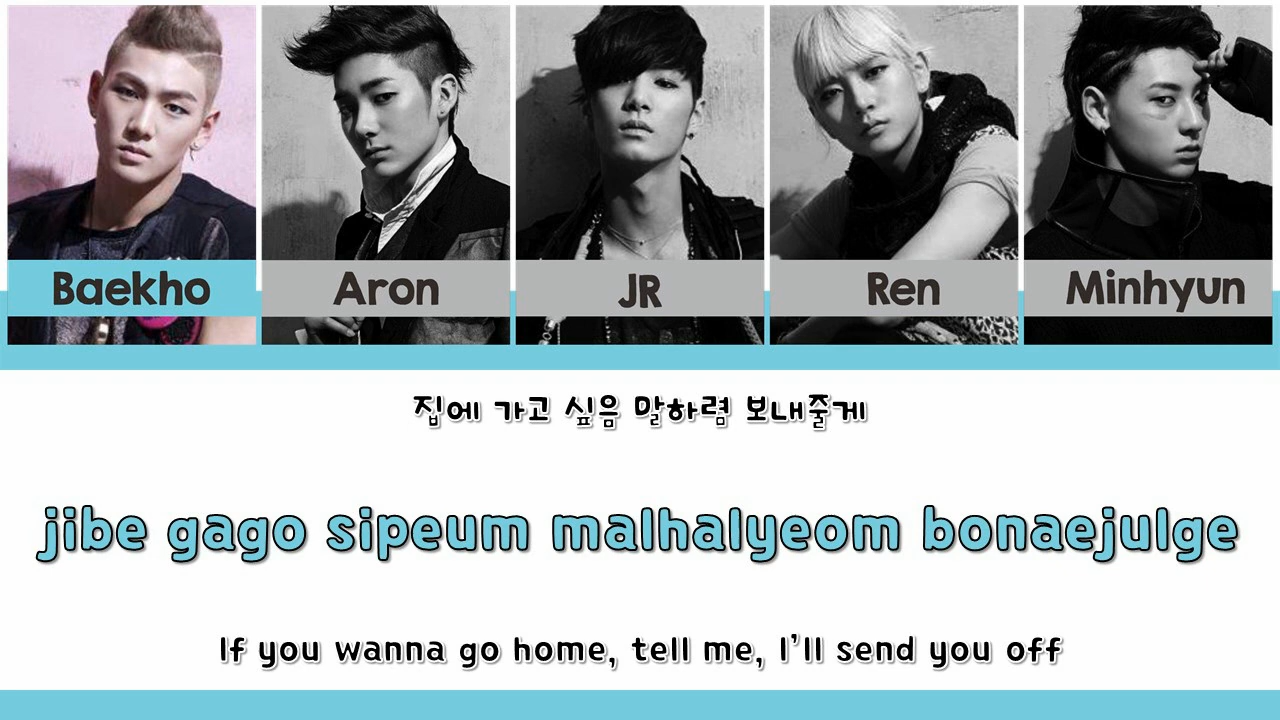 Baekho Aron JR Ren Minhyun
집에 가고 싶음 말하렴 보내줄게
jibe gago sipeum malhalyeom bonaejulge
If you wanna go home, tell me, I'll send you off